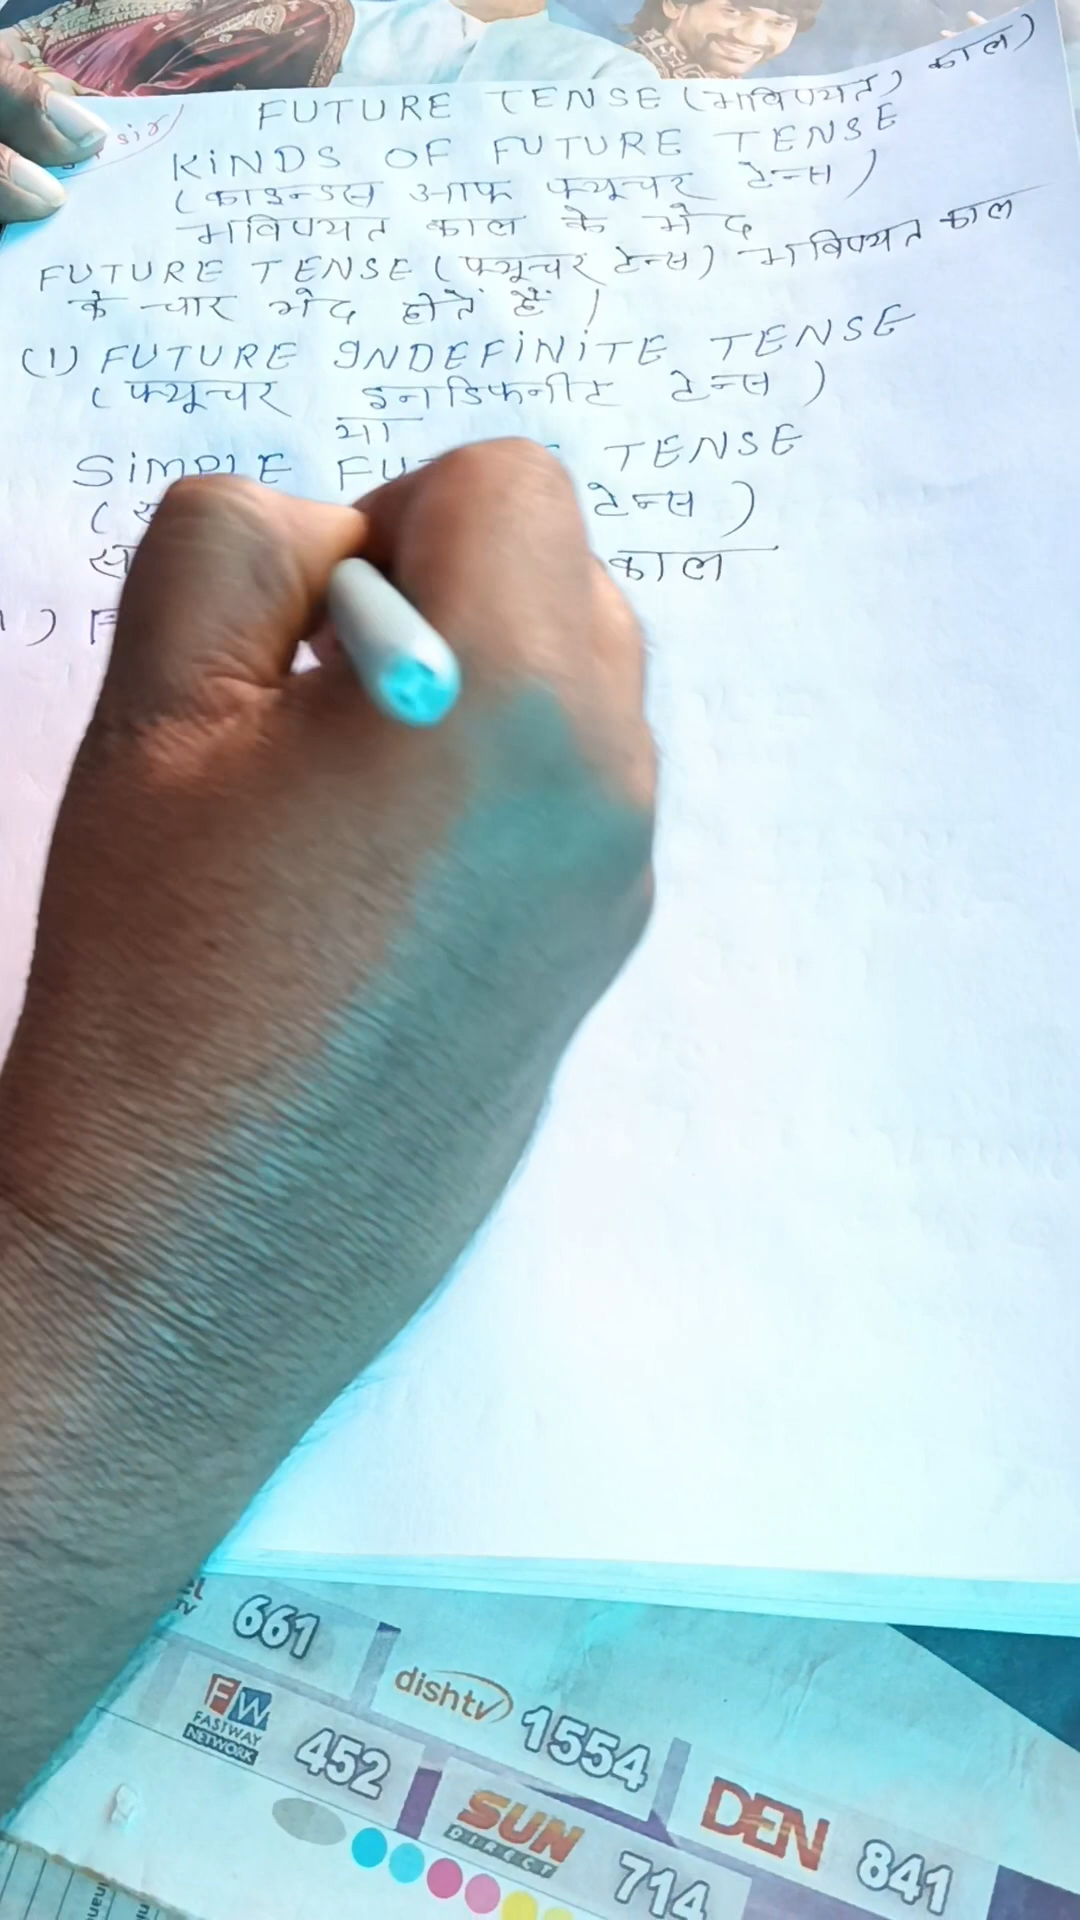 sir
FUTURE TENSE (भविष्यत) काल)
KiNDS OF FUTURE TENSE
(काइन्डस आफ फ्यूचर टेन्स)
भविष्यत काल के भेद
FUTURE TENSE (फ्यूचर टेन्स) भविष्यत काल
के चार भेद होतें हैं।
(1) FUTURE INDEFiNiTE TENSE
(फ्यूचर इनडिफनीट टेन्स)
या
SiMPLE TENSE
टेन्स)
काल
661
dishtv 1554
FW FASTWAY NETWORK 452
DEN 841
SUN DIRECT 714